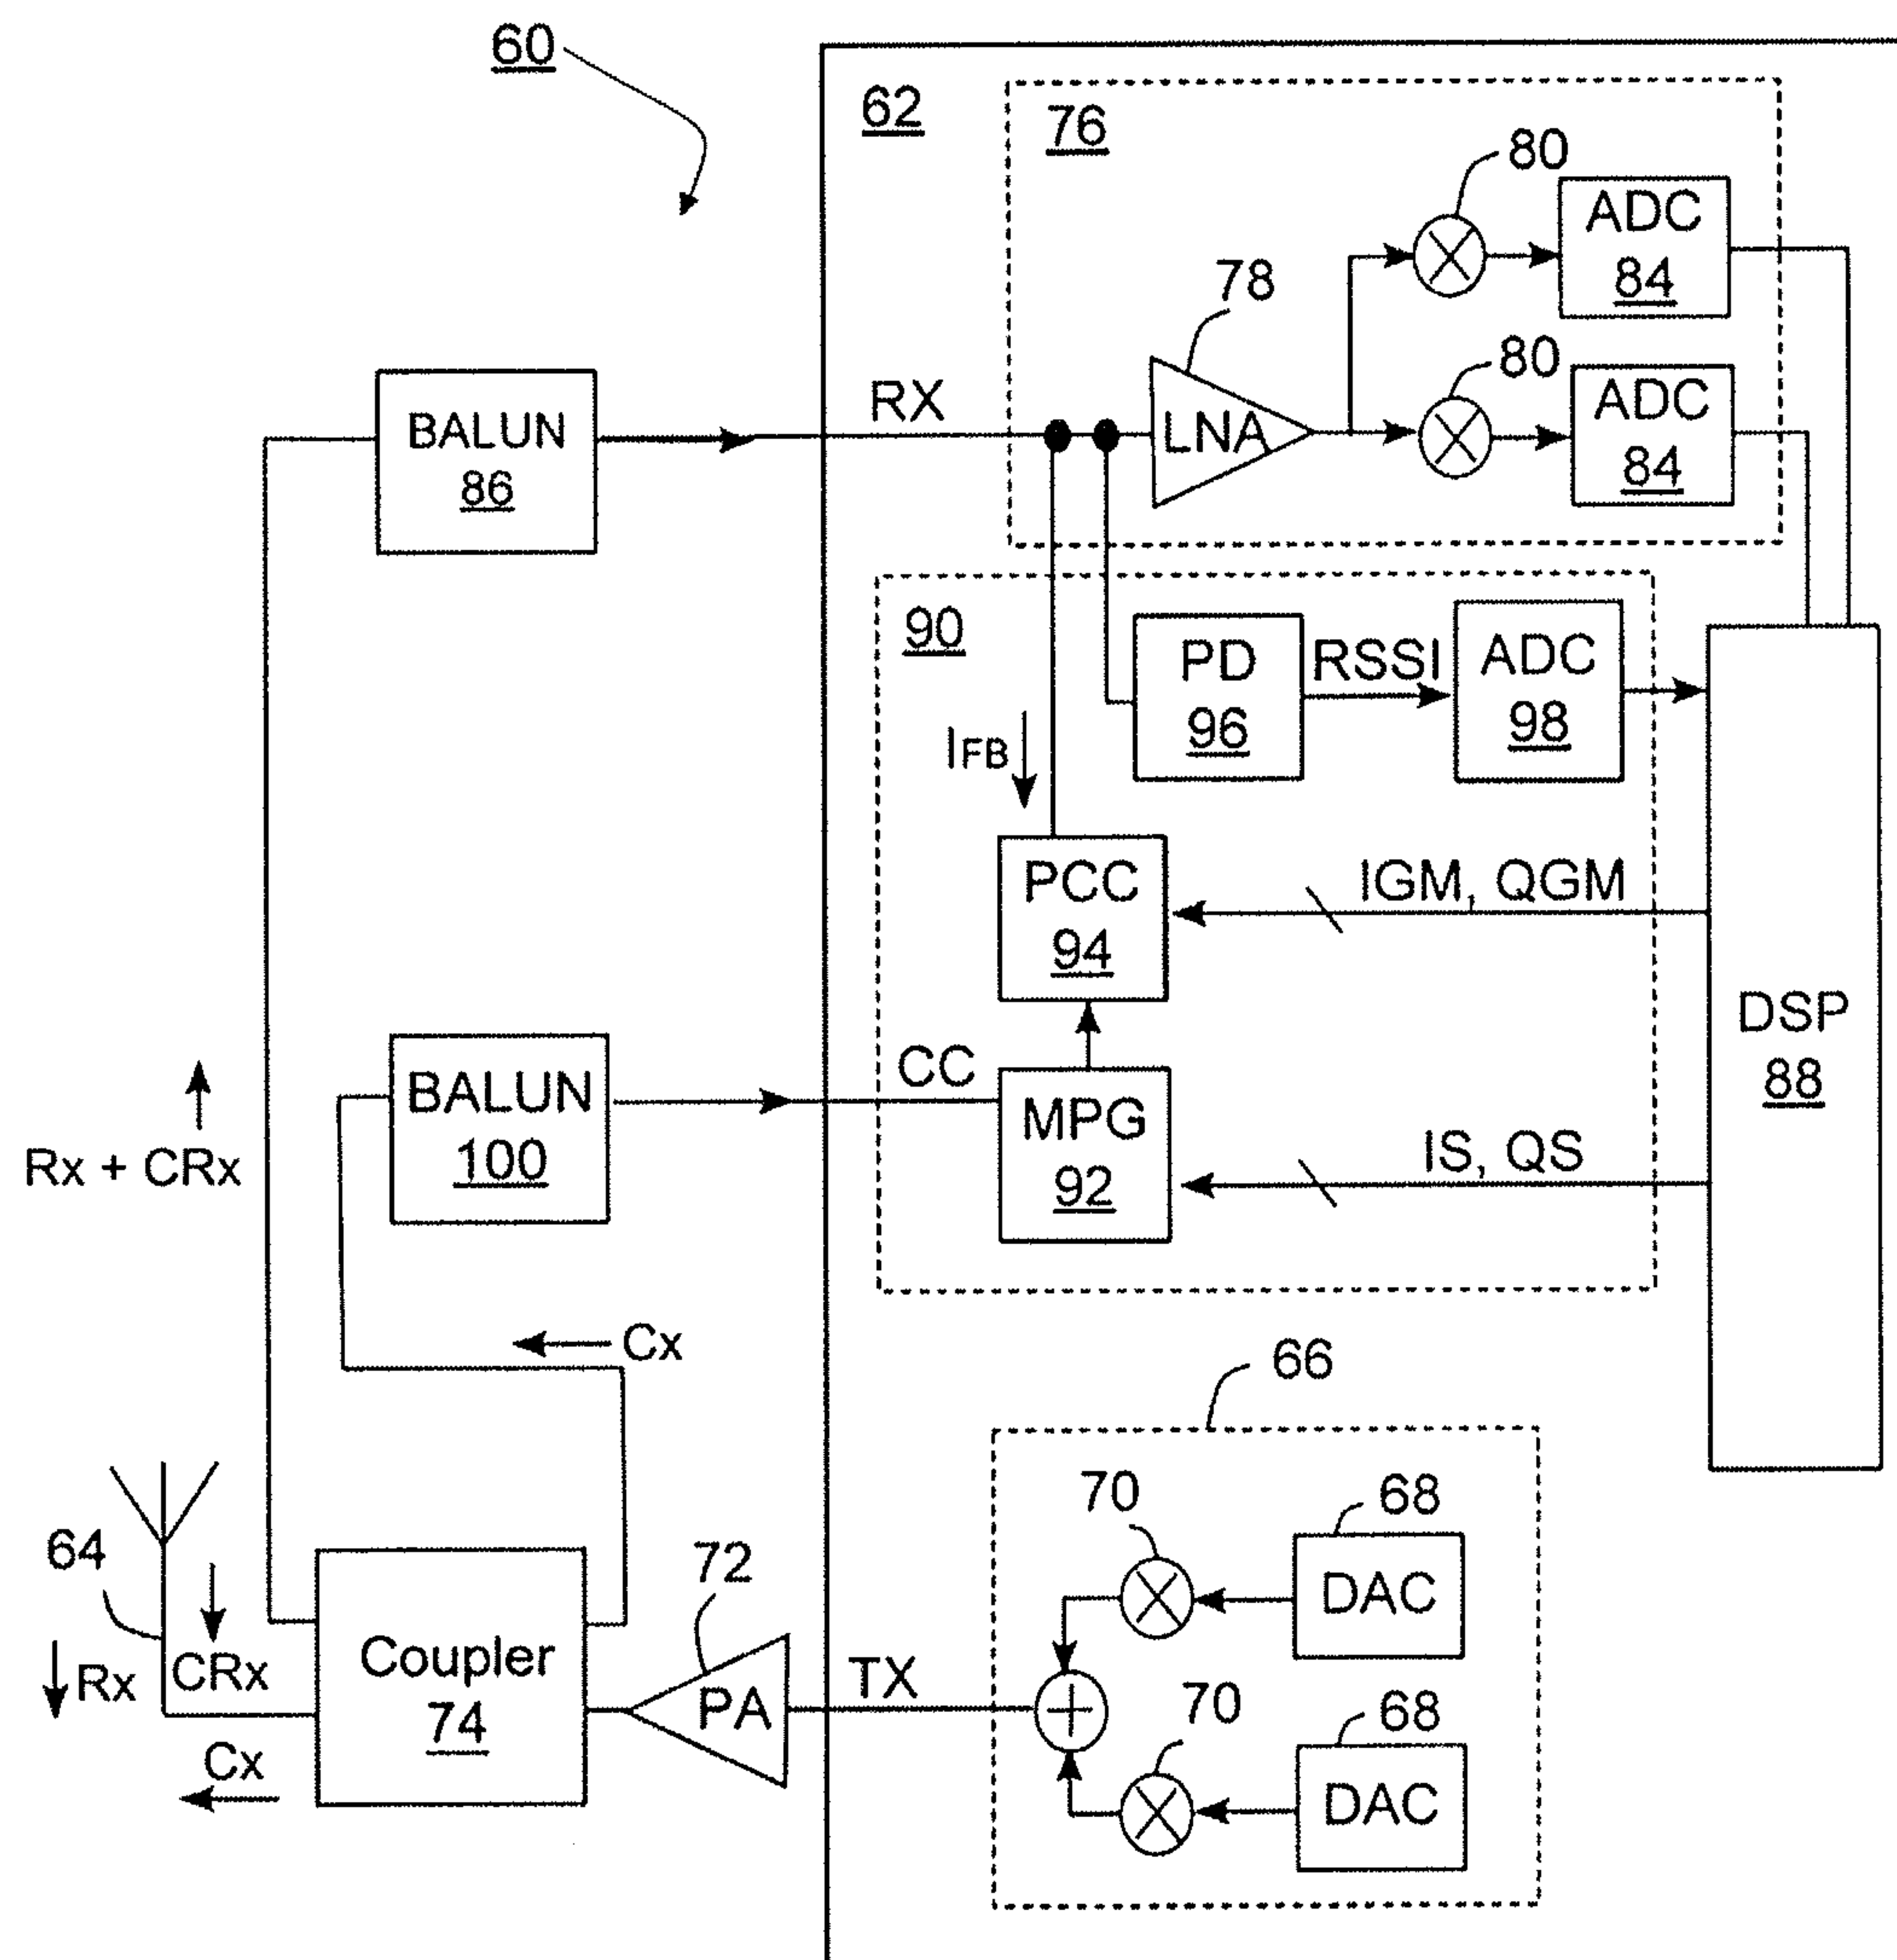 60
62
76
80
ADC
84
78
80
ADC
84
BALUN
86
RX
LNA
90
PD
96
RSSI
ADC
98
IFB
PCC
94
IGM, QGM
DSP
88
BALUN
100
CC
MPG
92
IS, QS
Rx + CRx
Cx
66
70
68
DAC
64
72
CRx
Rx
Coupler
74
PA
TX
70
68
DAC
Cx